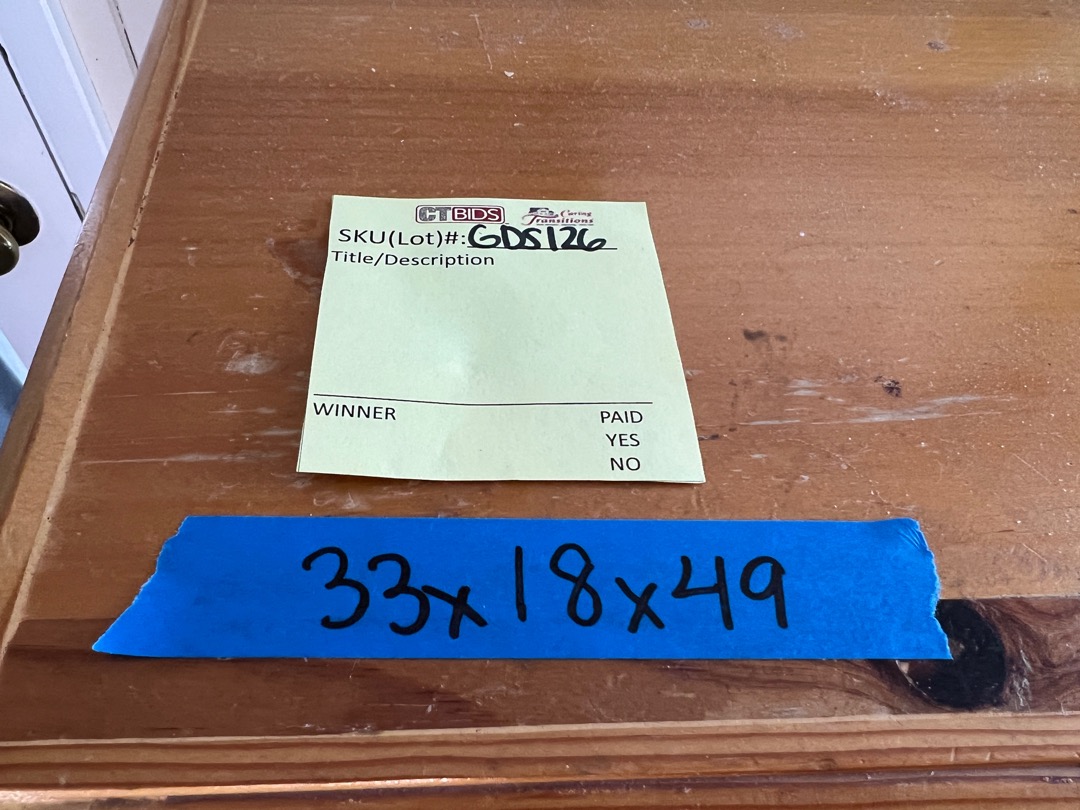 CTBIDS Caring Transitions
SKU(Lot)#: GDS126
Title/Description
WINNER PAID
YES
NO
33x18x49